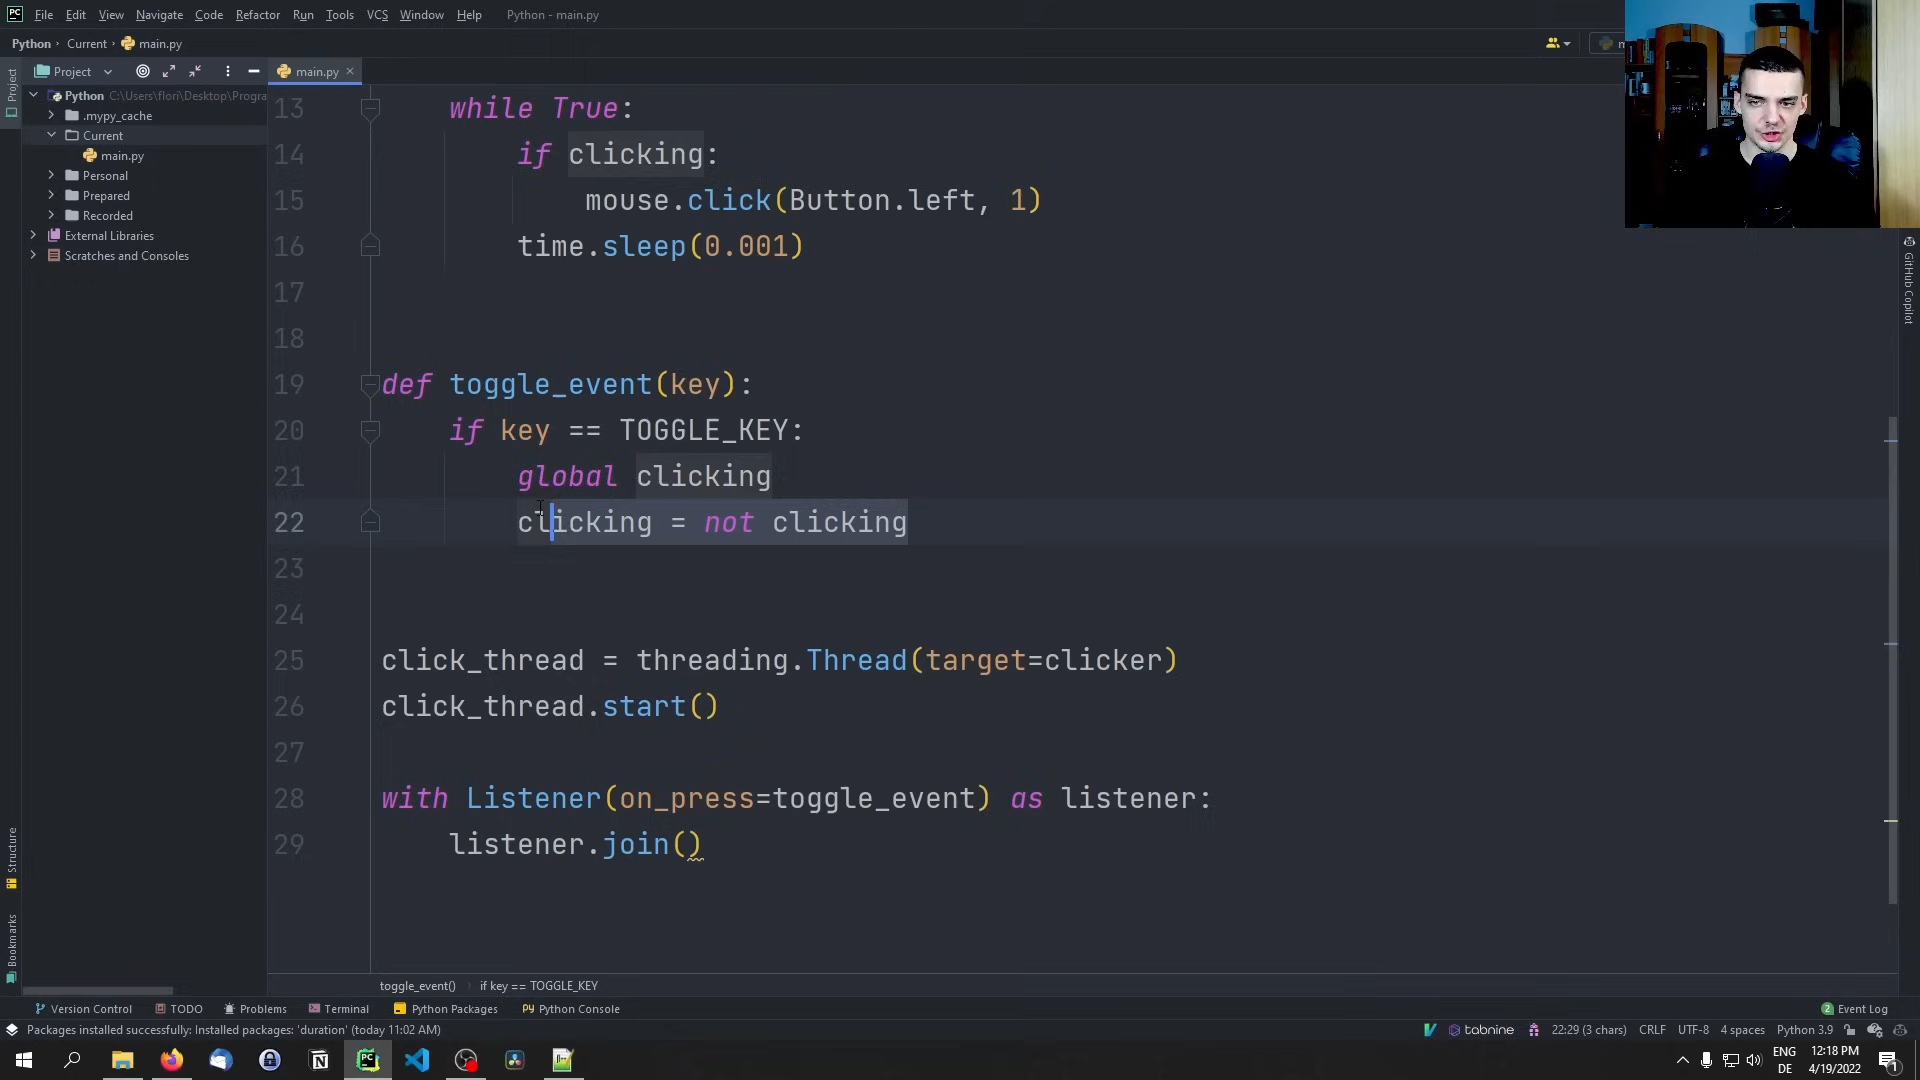 File Edit View Navigate Code Refactor Run Tools VCS Window Help Python - main.py
Python Current main.py
Project
Project
main.py
Python C:\Users\flori\Desktop\Progra
.mypy_cache
Current
main.py
Personal
Prepared
Recorded
External Libraries
Scratches and Consoles
13 while True:
14 if clicking:
15 mouse.click(Button.left, 1)
16 time.sleep(0.001)
17
18
19 def toggle_event(key):
20 if key == TOGGLE_KEY:
21 global clicking
22 clicking = not clicking
23
24
25 click_thread = threading.Thread(target=clicker)
26 click_thread.start()
27
28 with Listener(on_press=toggle_event) as listener:
29 listener.join()
GitHub Copilot
Structure
Bookmarks
toggle_event() if key == TOGGLE_KEY
Version Control TODO Problems Terminal Python Packages Python Console Event Log
Packages installed successfully: Installed packages: 'duration' (today 11:02 AM)
tabnine 22:29 (3 chars) CRLF UTF-8 4 spaces Python 3.9
ENG 12:18 PM
DE 4/19/2022